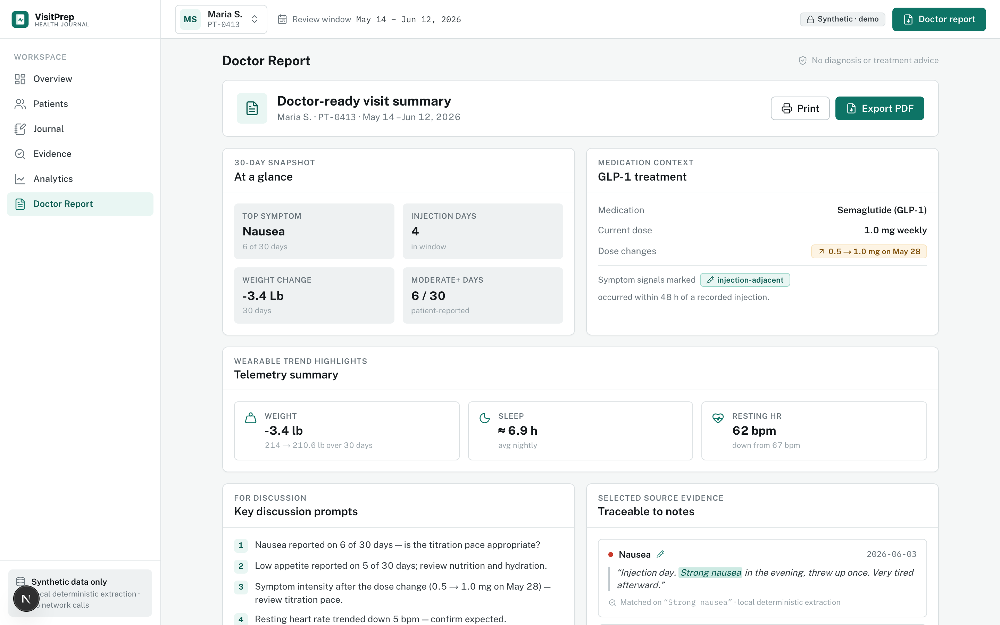 VisitPrep
HEALTH JOURNAL
MS
Maria S.
PT-0413
Review window May 14 – Jun 12, 2026
Synthetic · demo
Doctor report
WORKSPACE
Overview
Patients
Journal
Evidence
Analytics
Doctor Report
Synthetic data only
deterministic extraction ·
network calls
N
Doctor Report
No diagnosis or treatment advice
Doctor-ready visit summary
Maria S. · PT-0413 · May 14 – Jun 12, 2026
Print
Export PDF
30-DAY SNAPSHOT
At a glance
TOP SYMPTOM
Nausea
6 of 30 days
INJECTION DAYS
4
in window
WEIGHT CHANGE
-3.4 Lb
30 days
MODERATE+ DAYS
6 / 30
patient-reported
MEDICATION CONTEXT
GLP-1 treatment
Medication Semaglutide (GLP-1)
Current dose 1.0 mg weekly
Dose changes 0.5 → 1.0 mg on May 28
Symptom signals marked injection-adjacent
occurred within 48 h of a recorded injection.
WEARABLE TREND HIGHLIGHTS
Telemetry summary
WEIGHT
-3.4 lb
214 → 210.6 lb over 30 days
SLEEP
≈ 6.9 h
avg nightly
RESTING HR
62 bpm
down from 67 bpm
FOR DISCUSSION
Key discussion prompts
1 Nausea reported on 6 of 30 days — is the titration pace appropriate?
2 Low appetite reported on 5 of 30 days; review nutrition and hydration.
3 Symptom intensity after the dose change (0.5 → 1.0 mg on May 28) —
review titration pace.
4 Resting heart rate trended down 5 bpm — confirm expected.
SELECTED SOURCE EVIDENCE
Traceable to notes
Nausea 2026-06-03
“Injection day. Strong nausea in the evening, threw up once. Very tired
afterward.”
Matched on “Strong nausea” · local deterministic extraction